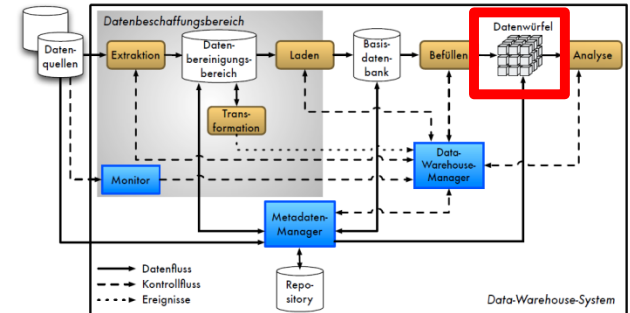 Datenbeschaffungsbereich
Daten-
quellen
Extraktion
Daten-
bereinigungs-
bereich
Laden
Basis-
daten-
bank
Befüllen
Datenwürfel
Analyse
Trans-
formation
Monitor
Data-
Warehouse-
Manager
Metadaten-
Manager
Datenfluss
Kontrollfluss
Ereignisse
Repo-
sitory
Data-Warehouse-System